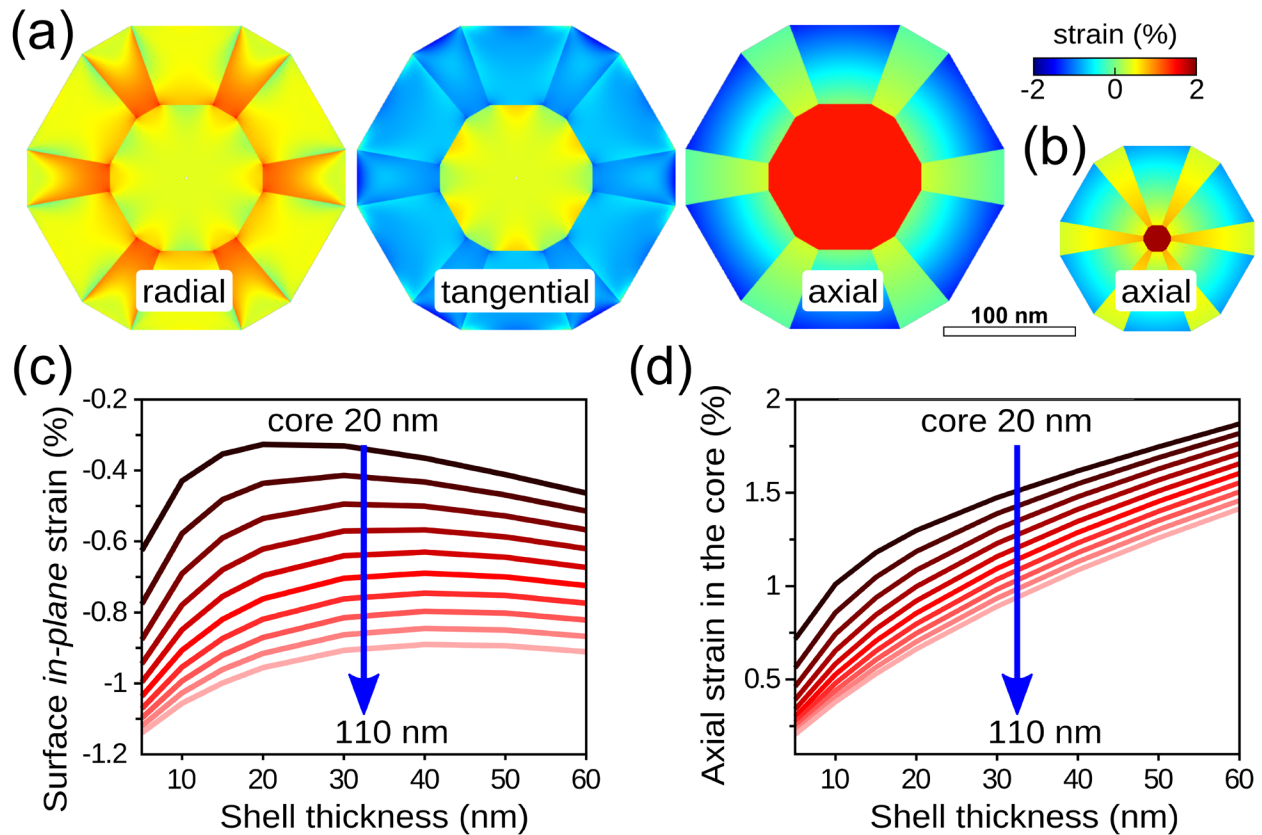 (a)
strain (%)
-2 0 2
(b)
radial
tangential
axial
axial
100 nm
(c)
Surface in-plane strain (%)
-0.2
-0.4
-0.6
-0.8
-1
-1.2
core 20 nm
110 nm
10 20 30 40 50 60
Shell thickness (nm)
(d)
Axial strain in the core (%)
2
1.5
1
0.5
core 20 nm
110 nm
10 20 30 40 50 60
Shell thickness (nm)